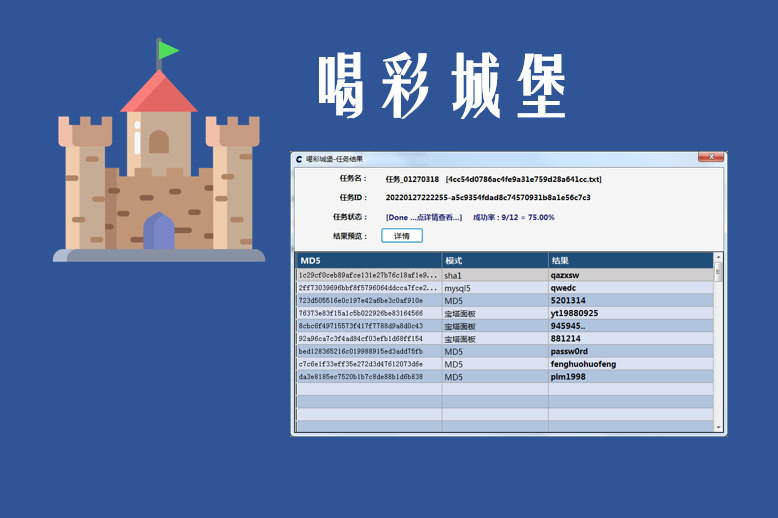 喝彩城堡
喝彩城堡-任务结果
任务名： 任务_01270318 [4cc54d0786ac4fe9a31e759d28a641cc.txt]
任务ID： 20220127222255-a5c9354fdad8c74570931b8a1e56c7c3
任务状态： [Done ...点详情查看...] 成功率 : 9/12 = 75.00%
结果预览： 详情
MD5 模式 结果
1c29cf0ceb89afce131e27b76c18af1e9... sha1 qazxsw
2ff73039696bbf8f5796064ddcca7fce2... mysql5 qwedc
723d505516e0c197e42a6be3c0af910e MD5 5201314
76373e83f15a1c5b022926be83164566 宝塔面板 yt19880925
8cbc6f49715573f417f7788d9a8d0c43 宝塔面板 945945..
92a96ca7c3f4ad84cf03efb1d68ff154 宝塔面板 881214
bed128365216c019988915ed3add75fb MD5 passw0rd
c7c6e1f33eff35e272d3d47612073d6e MD5 fenghuohuofeng
da3e8185ec7520b1b7c8de88b1d6b838 MD5 plm1998